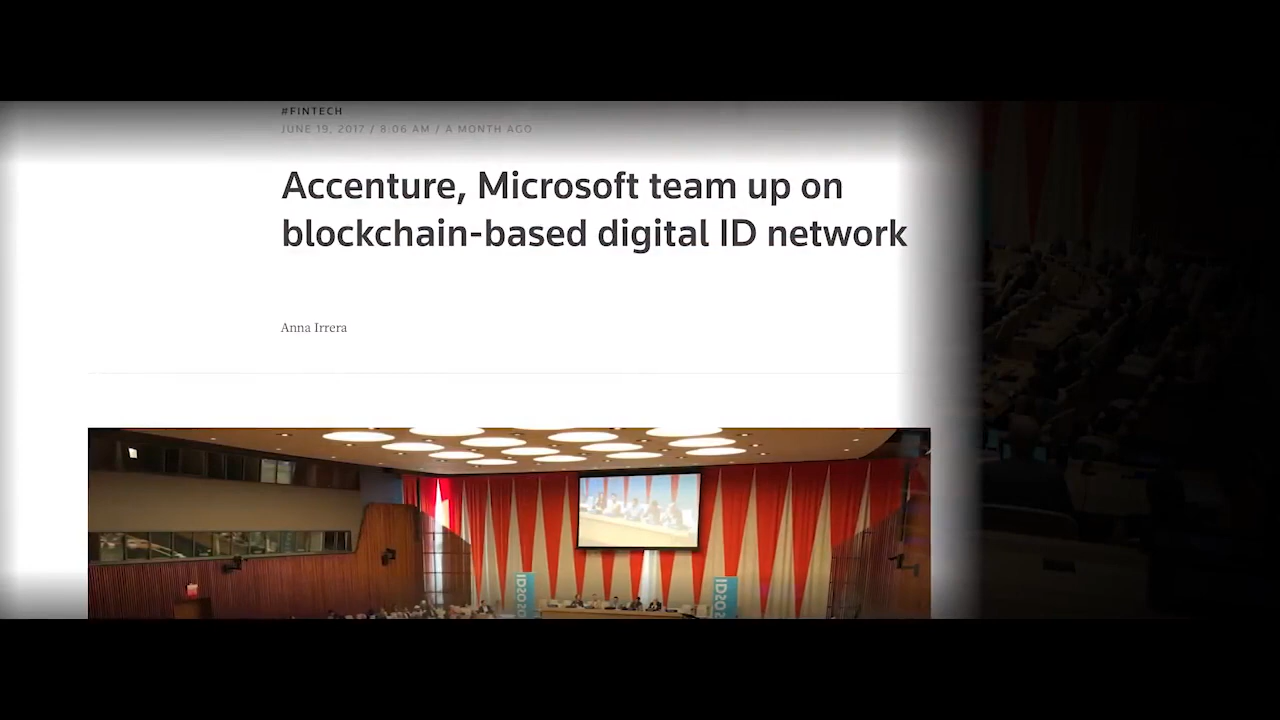 #FINTECH
JUNE 19, 2017 / 8:06 AM / A MONTH AGO
Accenture, Microsoft team up on
blockchain-based digital ID network
Anna Irrera
ID2020
ID2020